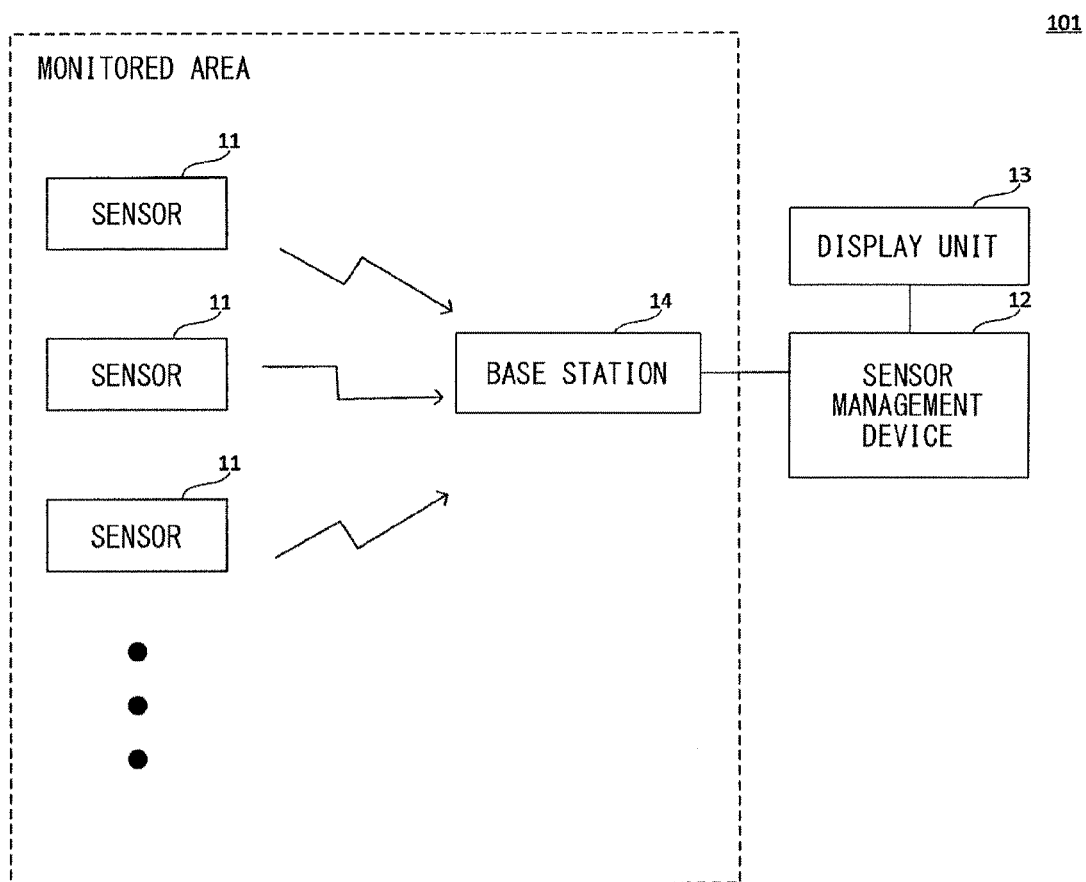 101
MONITORED AREA
11
SENSOR
13
DISPLAY UNIT
11
SENSOR
14
BASE STATION
12
SENSOR
MANAGEMENT
DEVICE
11
SENSOR